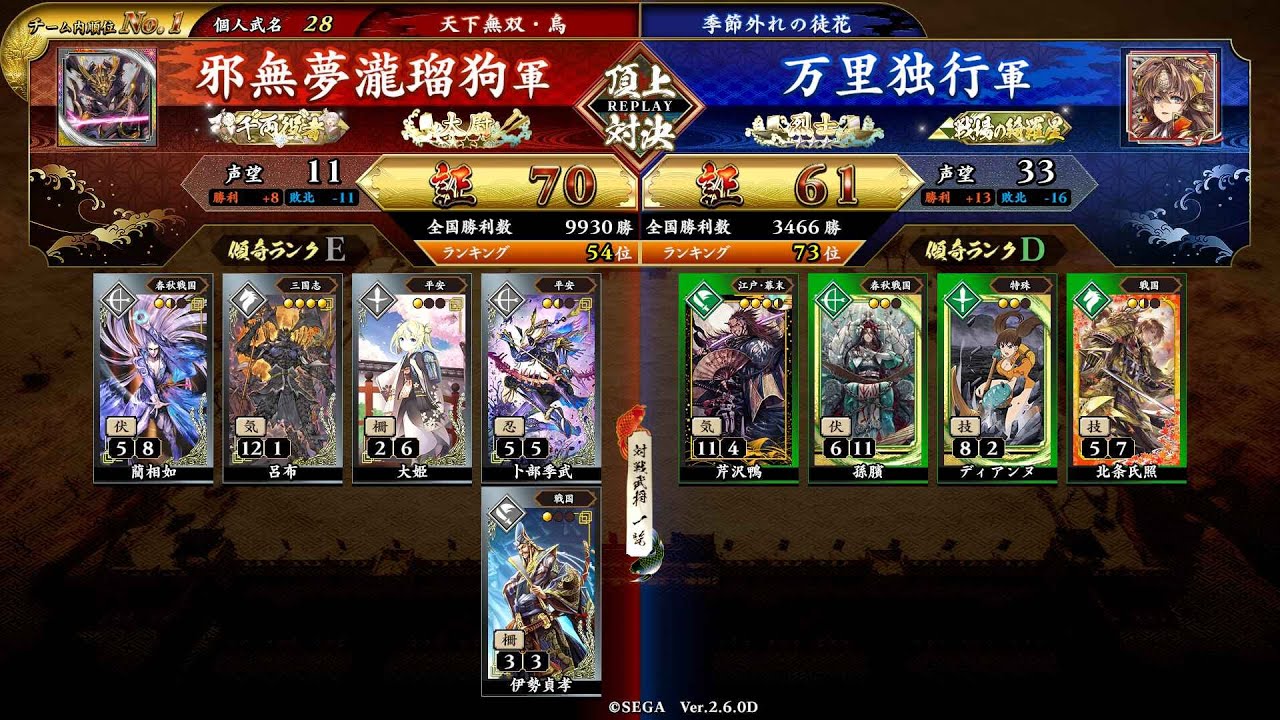 チーム内順位 No.1
個人武名 28
天下無双・烏
季節外れの徒花
邪無夢瀧瑠狗軍
万里独行軍
頂上
REPLAY
対決
千両役者
太尉
烈士
戦場の綺羅星
声望 11
勝利 +8 敗北 -11
証 70
証 61
声望 33
勝利 +13 敗北 -16
全国勝利数 9930勝
全国勝利数 3466勝
傾奇ランク E
ランキング 54位
ランキング 73位
傾奇ランク D
春秋戦国
三国志
平安
平安
江戸・幕末
春秋戦国
特殊
戦国
伏
気
柵
忍
気
伏
技
技
5 8
12 1
2 6
5 5
11 4
6 11
8 2
5 7
藺相如
呂布
大姫
卜部季武
芹沢鴨
孫臏
ディアンヌ
北条氏照
対戦武将一覧
戦国
柵
3 3
伊勢貞孝
©SEGA Ver.2.6.0D